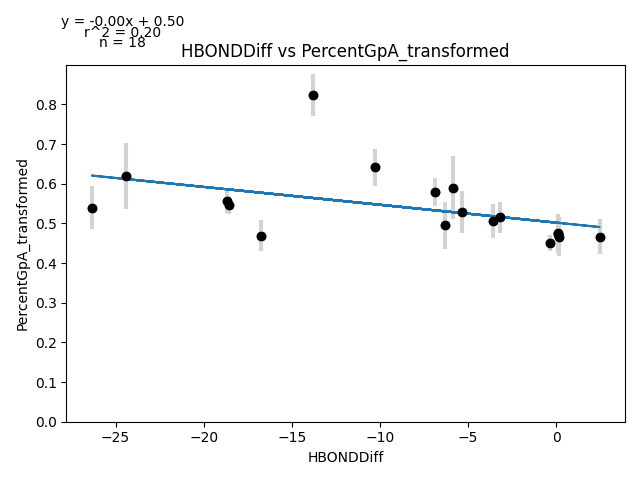 y = -0.00x + 0.50
r^2 = 0.20
n = 18
HBONDDiff vs PercentGpA_transformed
PercentGpA_transformed
0.8
0.7
0.6
0.5
0.4
0.3
0.2
0.1
0.0
−25
−20
−15
−10
−5
0
HBONDDiff